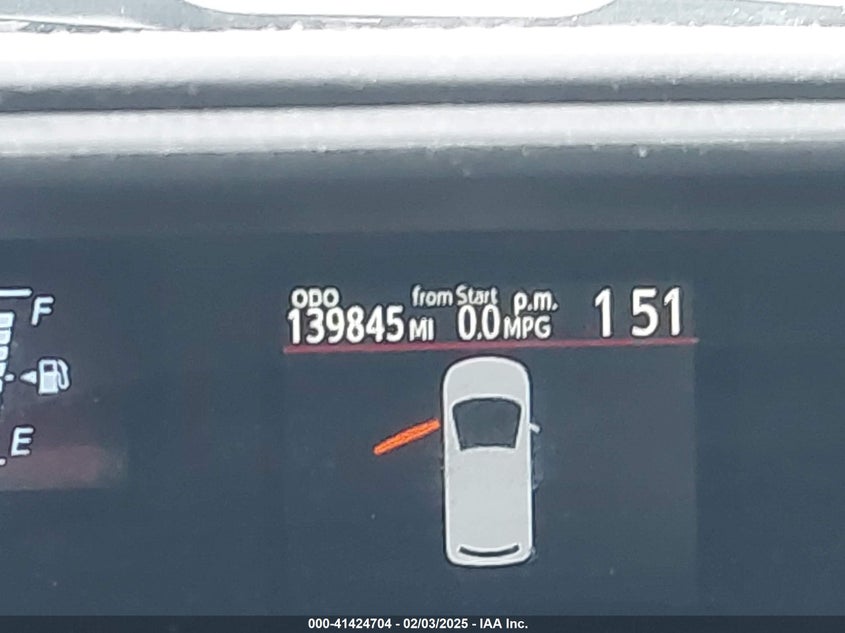 F
E
ODO from Start p.m. 1 51
139845 MI 0.0 MPG
000-41424704 - 02/03/2025 - IAA Inc.